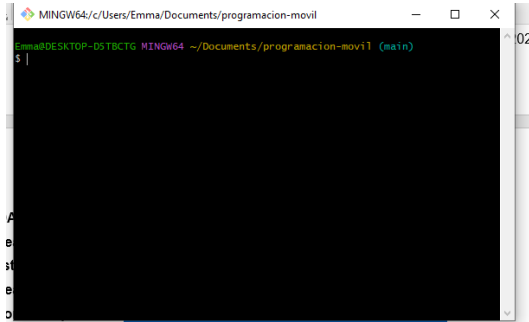 MINGW64:/c/Users/Emma/Documents/programacion-movil
Emma@DESKTOP-D5TBCTG MINGW64 ~/Documents/programacion-movil (main)
$